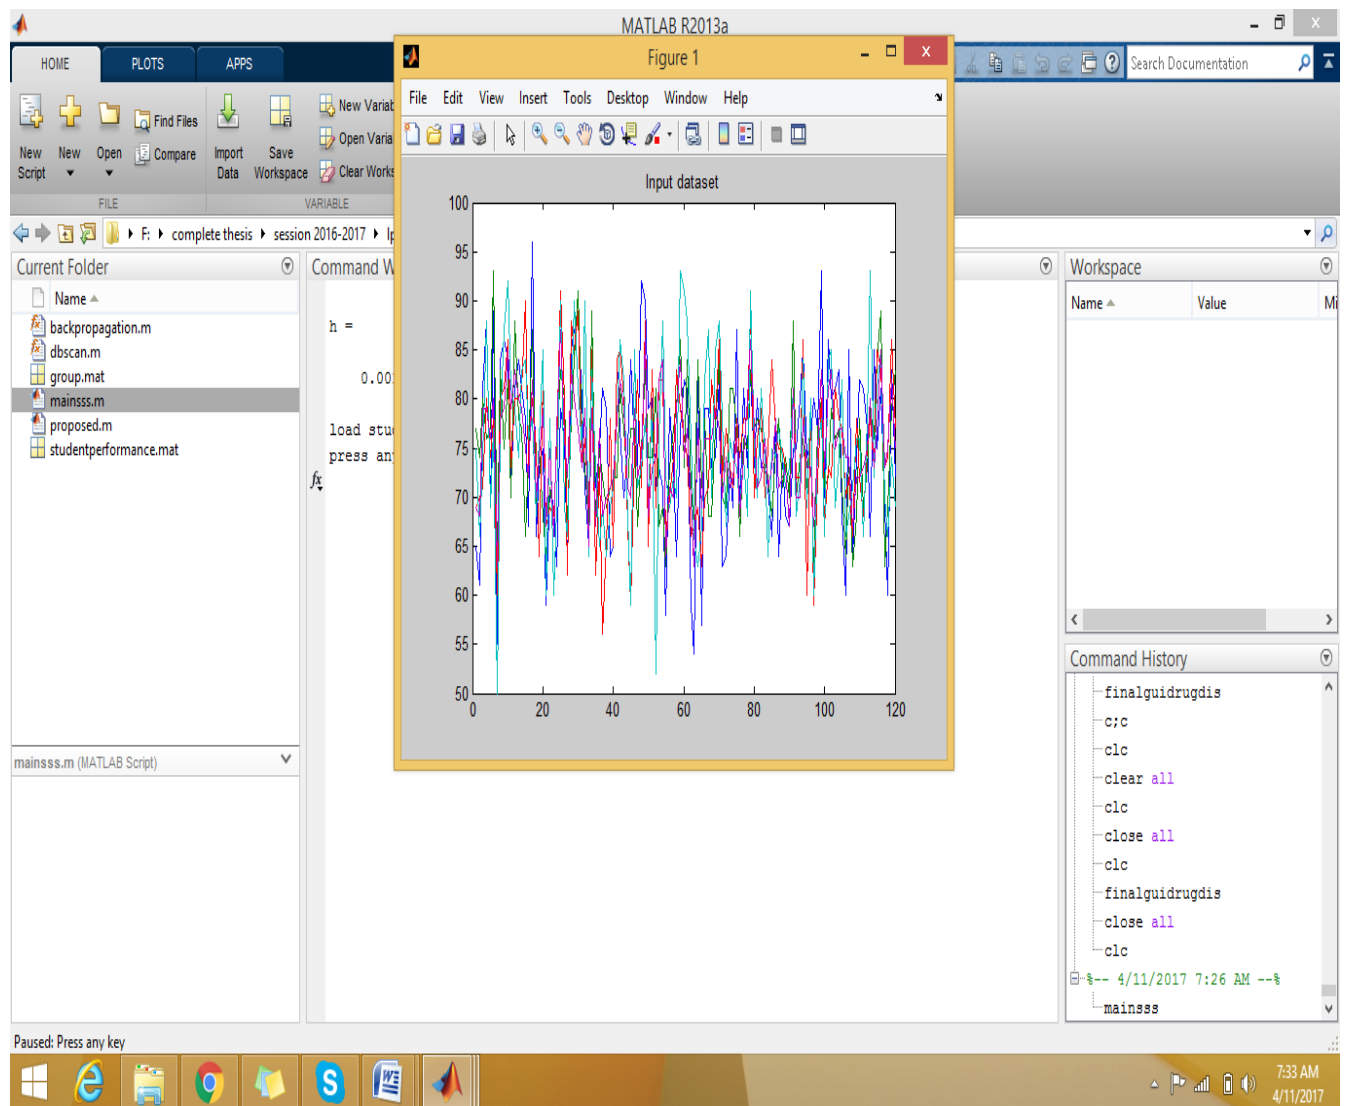 MATLAB R2013a
HOME PLOTS APPS
Search Documentation
New Script
New
Open
Find Files
Compare
Import Data
Save Workspace
New Variab
Open Varia
Clear Works
FILE
VARIABLE
F: complete thesis session 2016-2017
Current Folder
Name
backpropagation.m
dbscan.m
group.mat
mainsss.m
proposed.m
studentperformance.mat
mainsss.m (MATLAB Script)
Command W
h =
0.00
load stu
press an
fx
Figure 1
File Edit View Insert Tools Desktop Window Help
Input dataset
100
95
90
85
80
75
70
65
60
55
50
0 20 40 60 80 100 120
Workspace
Name Value Mi
Command History
finalguidrugdis
c;c
clc
clear all
clc
close all
clc
finalguidrugdis
close all
clc
%-- 4/11/2017 7:26 AM --%
mainsss
Paused: Press any key
7:33 AM
4/11/2017